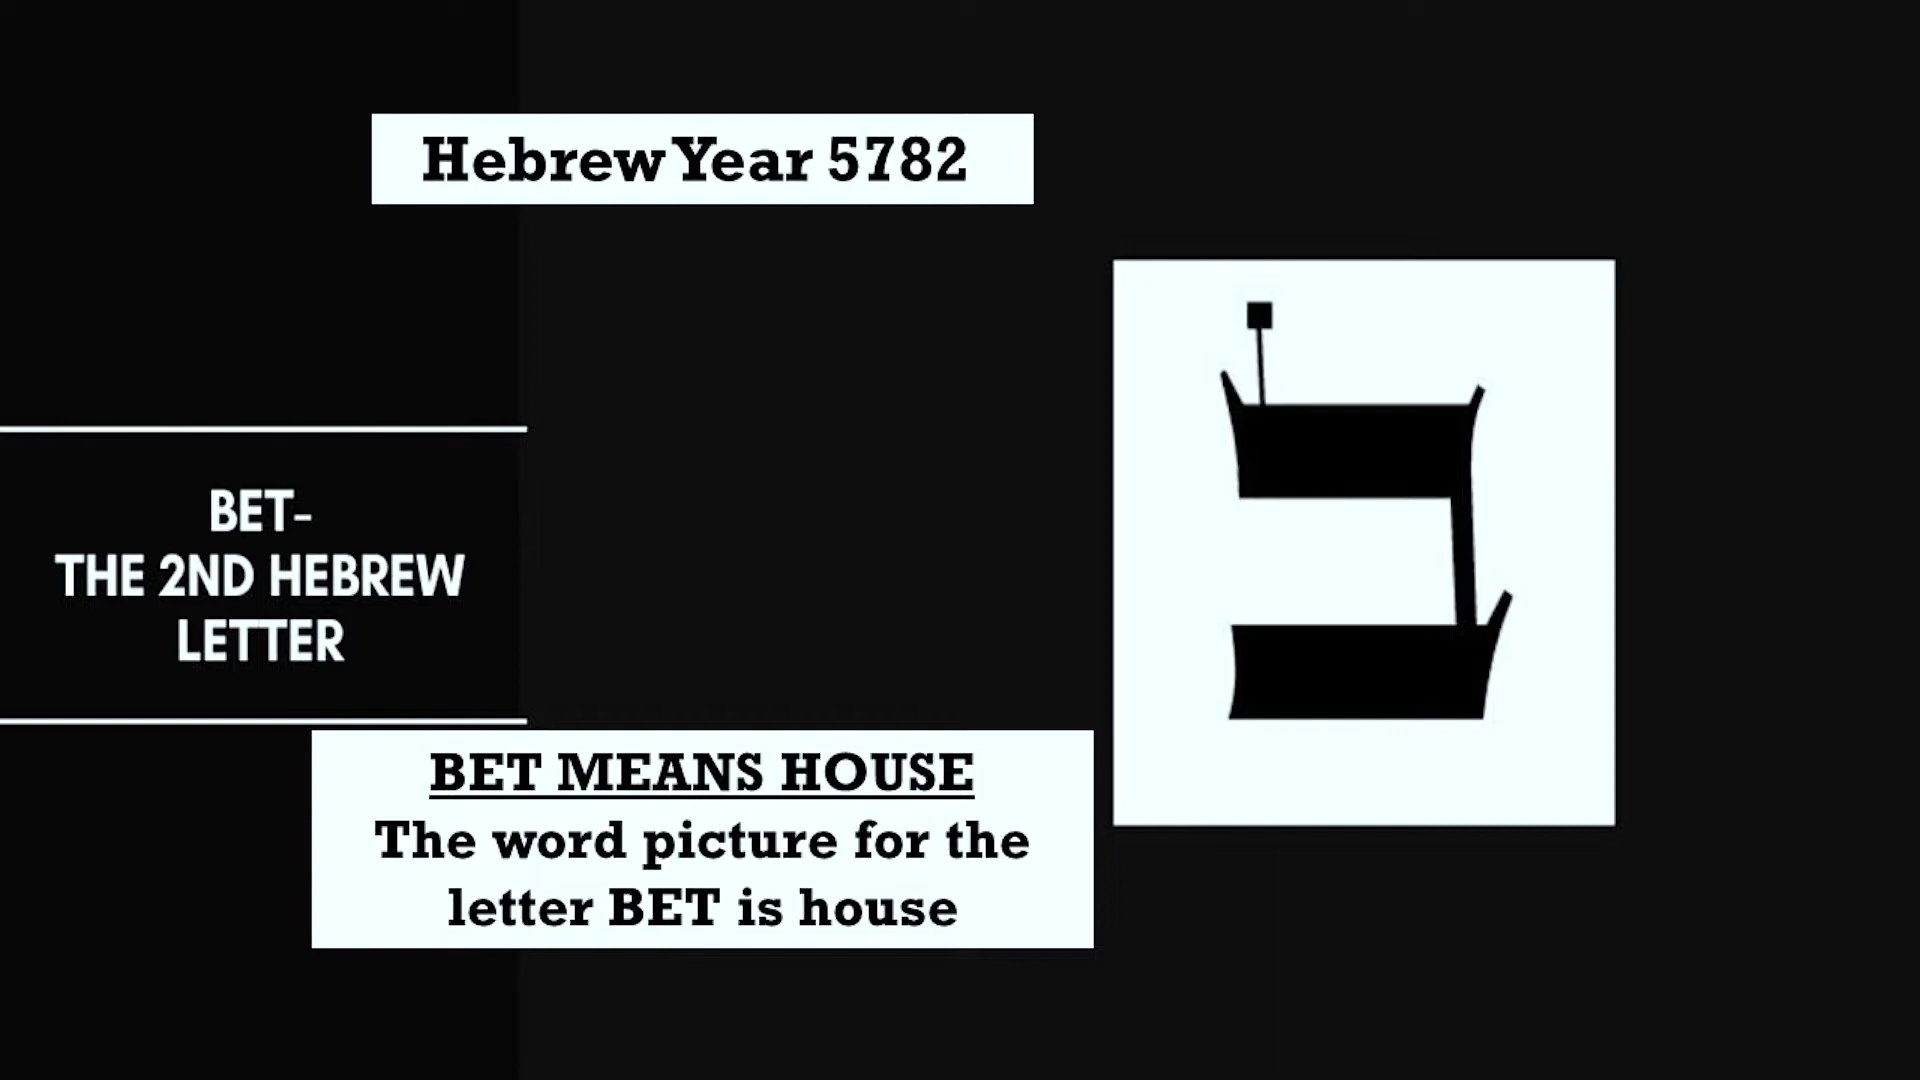 Hebrew Year 5782
BET-
THE 2ND HEBREW
LETTER
ב
BET MEANS HOUSE
The word picture for the
letter BET is house